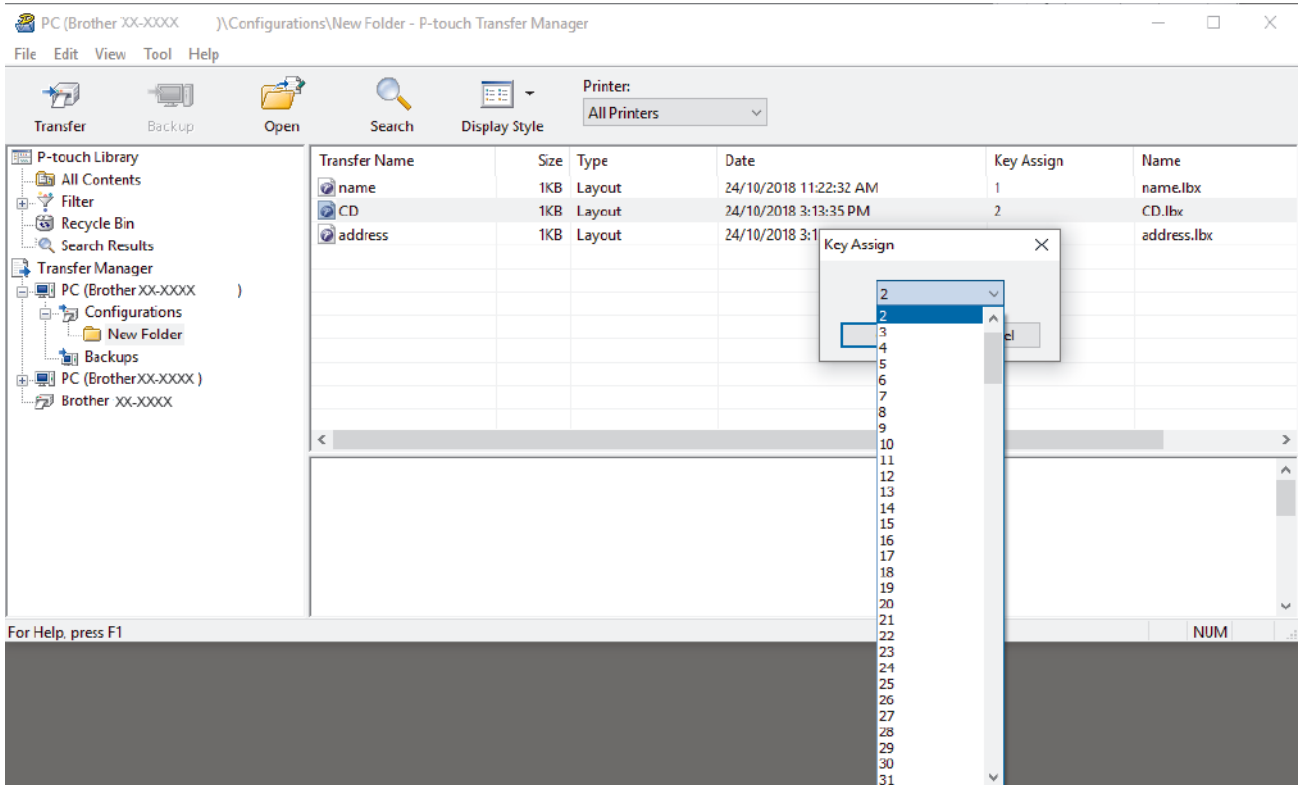 PC (Brother XX-XXXX )\Configurations\New Folder - P-touch Transfer Manager
File Edit View Tool Help
Transfer Backup Open Search Display Style
Printer:
All Printers
P-touch Library
All Contents
Filter
Recycle Bin
Search Results
Transfer Manager
PC (Brother XX-XXXX )
Configurations
New Folder
Backups
PC (BrotherXX-XXXX )
Brother XX-XXXX
Transfer Name Size Type Date Key Assign Name
name 1KB Layout 24/10/2018 11:22:32 AM 1 name.lbx
CD 1KB Layout 24/10/2018 3:13:35 PM 2 CD.lbx
address 1KB Layout 24/10/2018 3:1 address.lbx
Key Assign
2
2
3
4
5
6
7
8
9
10
11
12
13
14
15
16
17
18
19
20
21
22
23
24
25
26
27
28
29
30
31
For Help, press F1 NUM